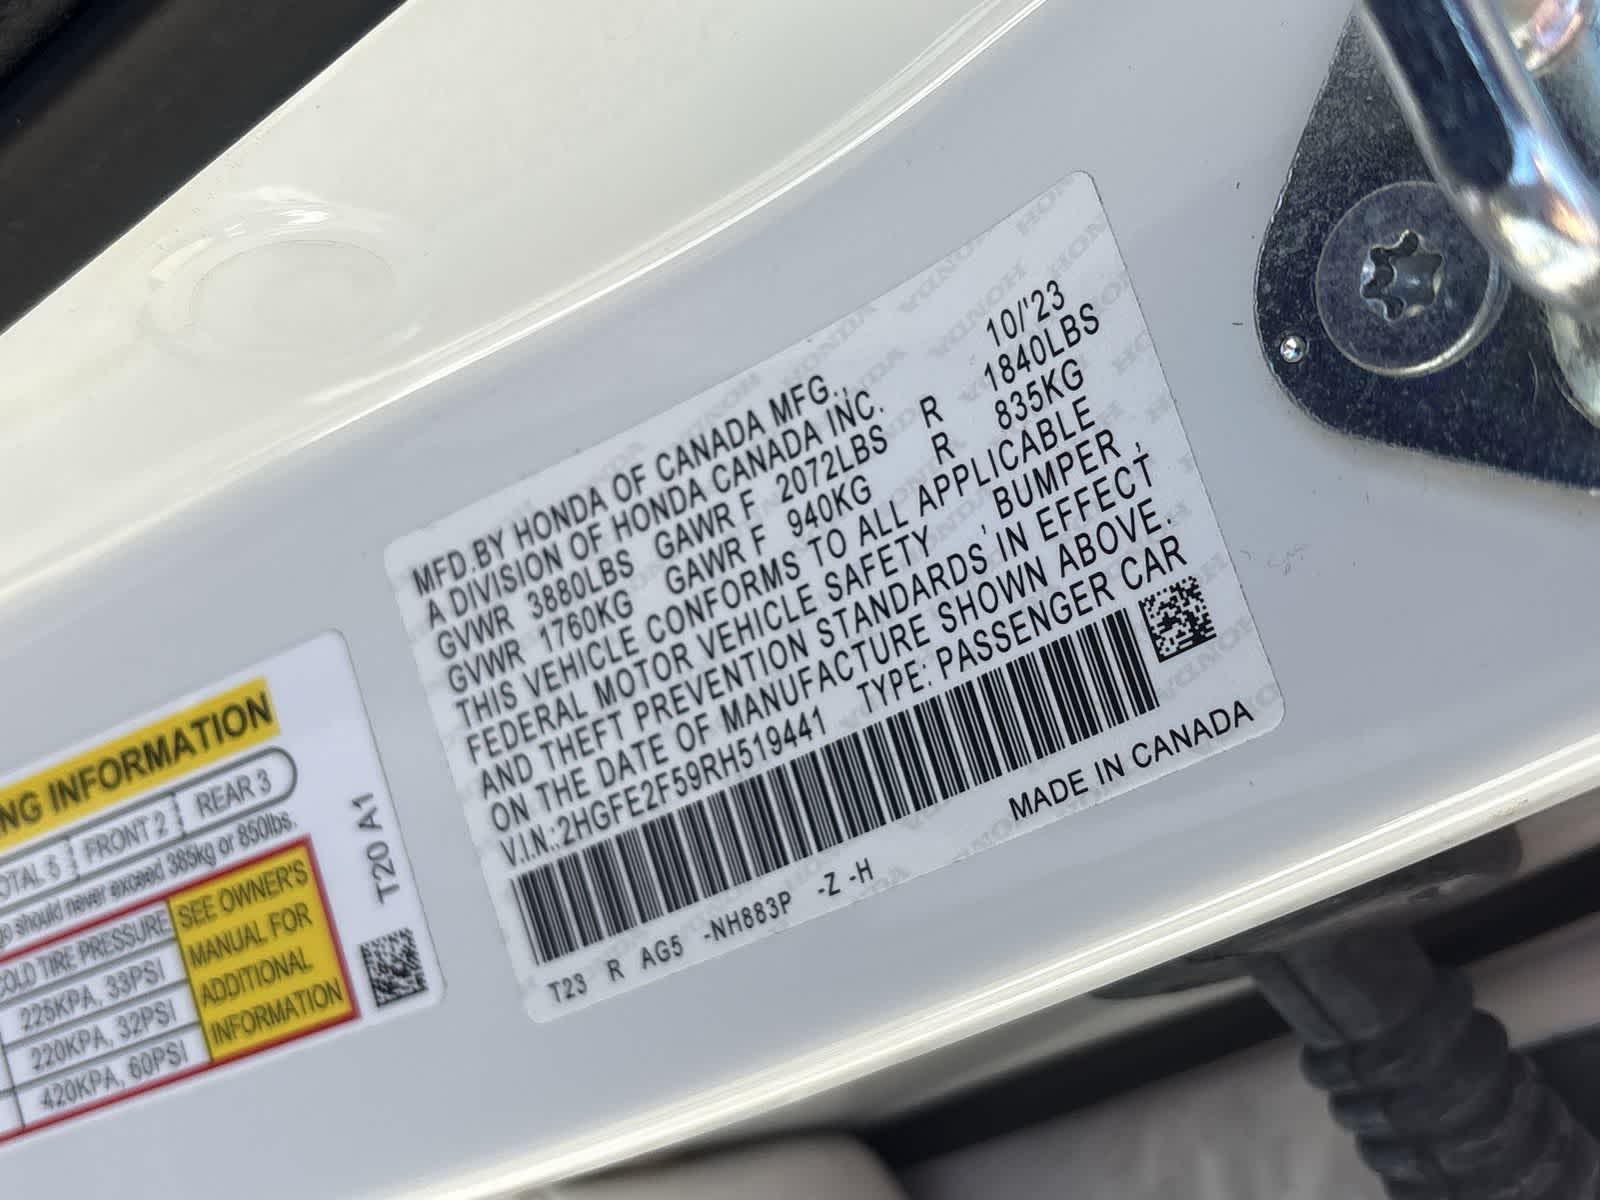 MFD.BY HONDA OF CANADA MFG., 10/'23
A DIVISION OF HONDA CANADA INC.
GVWR 3880LBS GAWR F 2072LBS R 1840LBS
GVWR 1760KG GAWR F 940KG R 835KG
THIS VEHICLE CONFORMS TO ALL APPLICABLE
FEDERAL MOTOR VEHICLE SAFETY , BUMPER ,
AND THEFT PREVENTION STANDARDS IN EFFECT
ON THE DATE OF MANUFACTURE SHOWN ABOVE.
V.I.N.:2HGFE2F59RH519441 TYPE: PASSENGER CAR
MADE IN CANADA
T23 R AG5 -NH883P -Z -H
NG INFORMATION
OTAL 5 FRONT 2 REAR 3
go should never exceed 385kg or 850lbs.
COLD TIRE PRESSURE
225KPA, 33PSI
220KPA, 32PSI
420KPA, 60PSI
SEE OWNER'S
MANUAL FOR
ADDITIONAL
INFORMATION
T20 A1